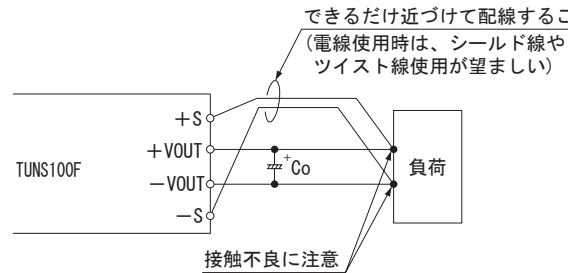 できるだけ近づけて配線するこ
(電線使用時は、シールド線や
ツイスト線使用が望ましい)
+S
+VOUT
TUNS100F
+
Co
負荷
-VOUT
-S
接触不良に注意